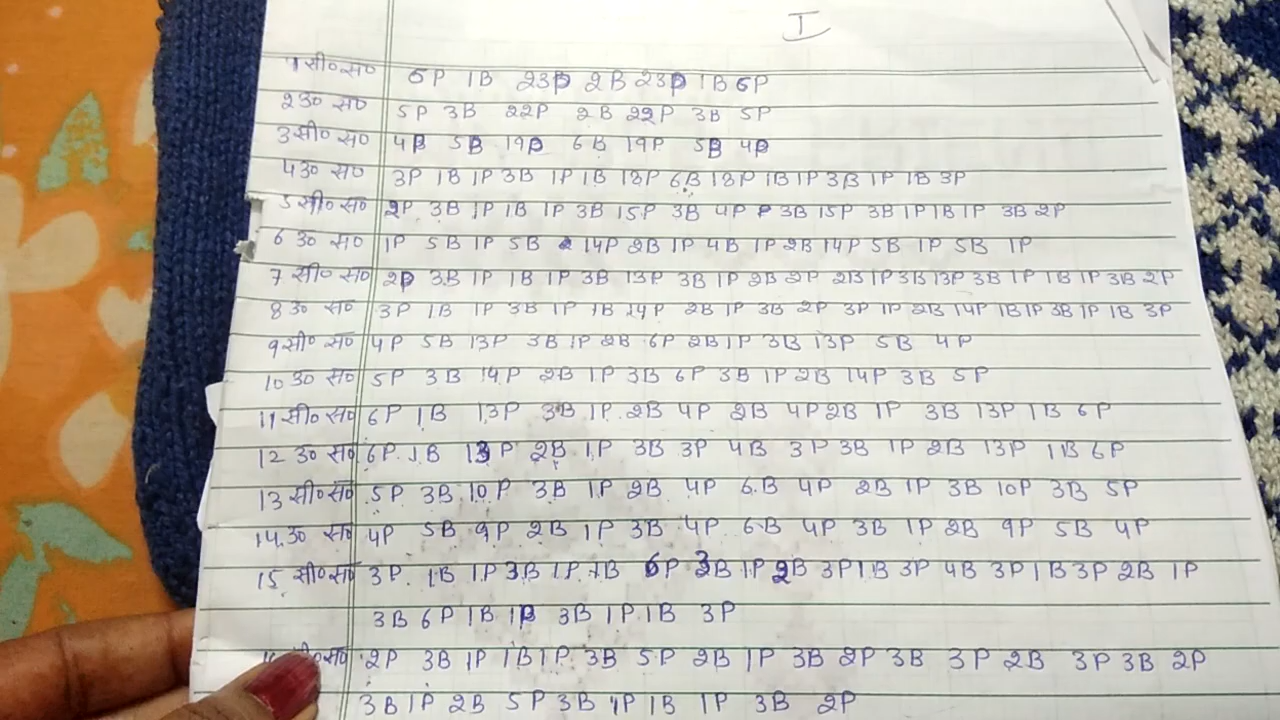 I
1 सी० स० 6P 1B 23P 2B 23P 1B 6P
2 उ० स० 5P 3B 22P 2B 22P 3B 5P
3 सी० स० 4P 5B 19P 6B 19P 5B 4P
4 उ० स० 3P 1B 1P 3B 1P 1B 18P 6B 18P 1B 1P 3B 1P 1B 3P
5 सी० स० 2P 3B 1P 1B 1P 3B 15P 3B 4P 3B 15P 3B 1P 1B 1P 3B 2P
6 उ० स० 1P 5B 1P 5B 14P 2B 1P 4B 1P 2B 14P 5B 1P 5B 1P
7 सी० स० 2P 3B 1P 1B 1P 3B 13P 3B 1P 2B 2P 2B 1P 3B 13P 3B 1P 1B 1P 3B 2P
8 उ० स० 3P 1B 1P 3B 1P 1B 14P 2B 1P 3B 2P 3P 1P 2B 14P 1B 1P 3B 1P 1B 3P
9 सी० स० 4P 5B 13P 3B 1P 2B 6P 2B 1P 3B 13P 5B 4P
10 उ० स० 5P 3B 14P 2B 1P 3B 6P 3B 1P 2B 14P 3B 5P
11 सी० स० 6P 1B 13P 3B 1P 2B 4P 2B 4P 2B 1P 3B 13P 1B 6P
12 उ० स० 6P 1B 13P 2B 1P 3B 3P 4B 3P 3B 1P 2B 13P 1B 6P
13 सी० स० 5P 3B 10P 3B 1P 2B 4P 6B 4P 2B 1P 3B 10P 3B 5P
14 उ० स० 4P 5B 9P 2B 1P 3B 4P 6B 4P 3B 1P 2B 9P 5B 4P
15 सी० स० 3P 1B 1P 3B 1P 1B 6P 3B 1P 2B 3P 1B 3P 4B 3P 1B 3P 2B 1P
3B 6P 1B 1P 3B 1P 1B 3P
स० 2P 3B 1P 1B 1P 3B 5P 2B 1P 3B 2P 3B 3P 2B 3P 3B 2P
3B 1P 2B 5P 3B 4P 1B 1P 3B 2P